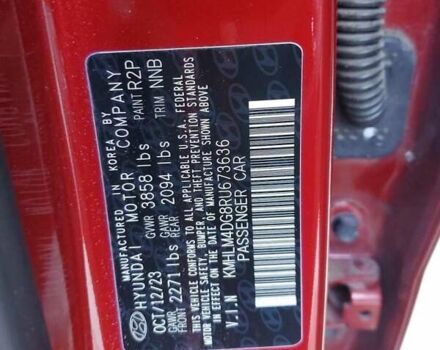 MANUFACTURED IN KOREA BY
HYUNDAI MOTOR COMPANY
OCT/12/23 GVWR 3858 lbs PAINT R2P
GAWR FRONT 2271 lbs GAWR REAR 2094 lbs TRIM NNB
THIS VEHICLE CONFORMS TO ALL APPLICABLE U.S.A. FEDERAL
MOTOR VEHICLE SAFETY, BUMPER, AND THEFT PREVENTION STANDARDS
IN EFFECT ON THE DATE OF MANUFACTURE SHOWN ABOVE.
V.I.N KMHLM4DG8RU673636
PASSENGER CAR